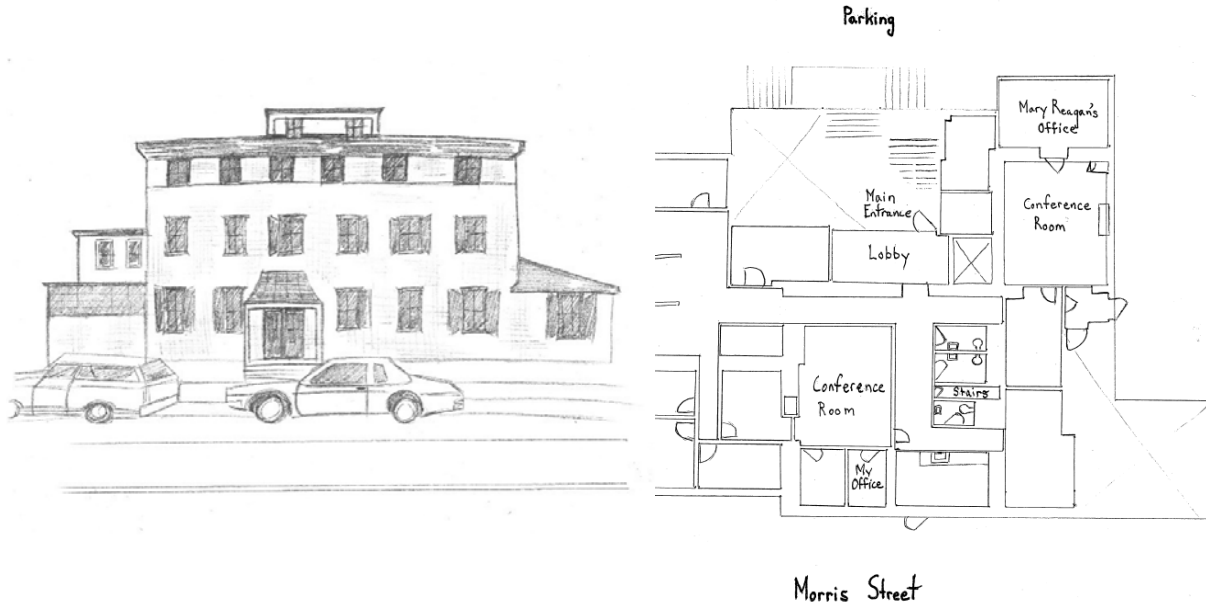 Parking
Mary Reagan's
Office
Main
Entrance
Conference
Room
Lobby
Conference
Room
Stairs
My
Office
Morris Street